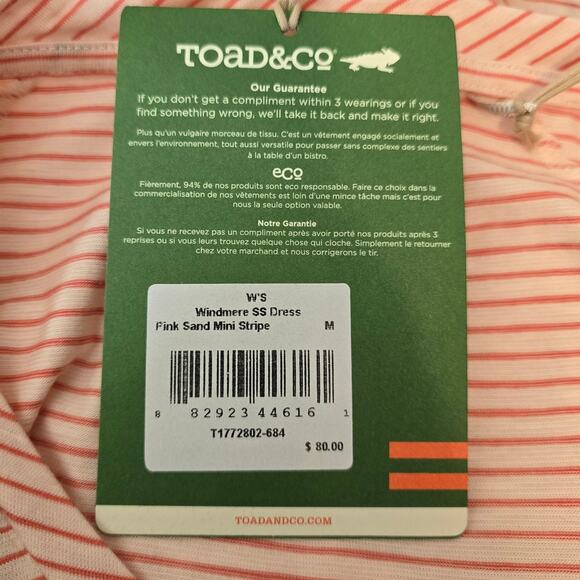 TOAD&CO
Our Guarantee
If you don't get a compliment within 3 wearings or if you
find something wrong, we'll take it back and make it right.
Plus qu'un vulgaire morceau de tissu. C'est un vêtement engagé socialement et
envers l'environnement, tout aussi versatile pour passer sans complexe des sentiers
à la table d'un bistro.
eco
Fièrement, 94% de nos produits sont eco responsable. Faire ce choix dans la
commercialisation de nos vêtements est loin d'une mince tâche mais c'est pour
nous la seule option valable.
Notre Garantie
Si vous ne recevez pas un compliment après avoir porté nos produits après 3
reprises ou si vous leurs trouvez quelque chose qui cloche. Simplement le retourner
chez votre marchand et nous corrigerons le tir.
W'S
Windmere SS Dress
Pink Sand Mini Stripe M
8 82923 44616 1
T1772802-684
$ 80.00
TOADANDCO.COM